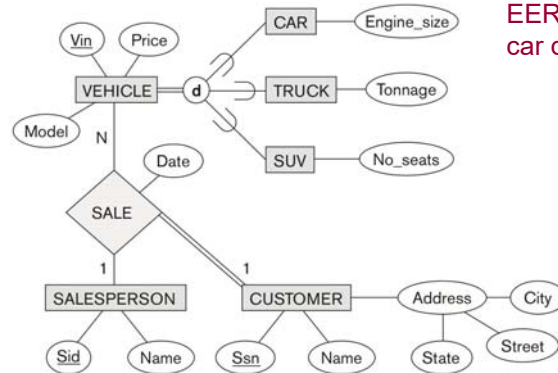 EER
car
CAR
Engine_size
Vin
Price
VEHICLE
d
TRUCK
Tonnage
Model
N
Date
SUV
No_seats
SALE
1
1
SALESPERSON
CUSTOMER
Address
City
Sid
Name
Ssn
Name
State
Street